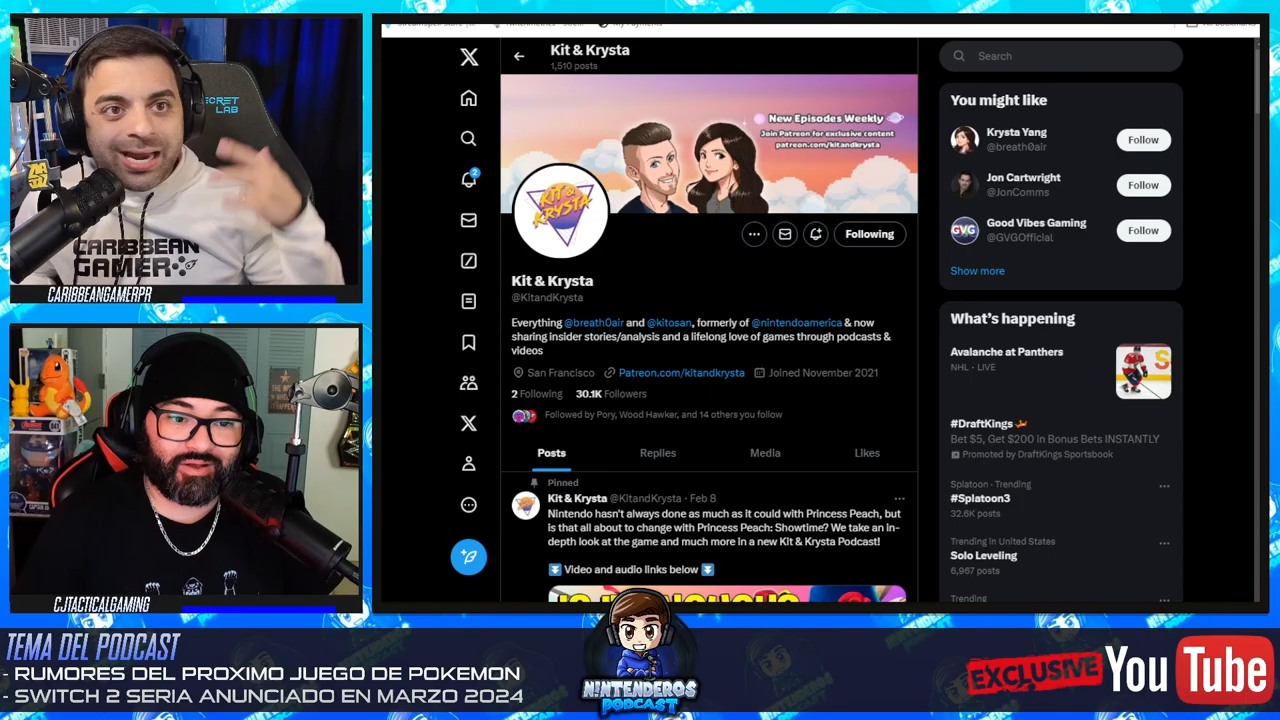 SECRET
LAB
CARIBBEAN
GAMER
CARIBBEANGAMERPR
CJTACTICALGAMING
Kit & Krysta
1,510 posts
New Episodes Weekly
Join Patreon for exclusive content
patreon.com/kitandkrysta
KIT &
KRYSTA
Following
Kit & Krysta
@KitandKrysta
Everything @breath0air and @kitosan, formerly of @nintendoamerica & now
sharing insider stories/analysis and a lifelong love of games through podcasts &
videos
San Francisco Patreon.com/kitandkrysta Joined November 2021
2 Following 30.1K Followers
Followed by Pory, Wood Hawker, and 14 others you follow
Posts Replies Media Likes
Pinned
Kit & Krysta @KitandKrysta · Feb 8
Nintendo hasn't always done as much as it could with Princess Peach, but
is that all about to change with Princess Peach: Showtime? We take an in-
depth look at the game and much more in a new Kit & Krysta Podcast!
Video and audio links below
2
Search
You might like
Krysta Yang
@breath0air
Follow
Jon Cartwright
@JonComms
Follow
GVG
Good Vibes Gaming
@GVGOfficial
Follow
Show more
What's happening
Avalanche at Panthers
NHL · LIVE
#DraftKings
Bet $5, Get $200 in Bonus Bets INSTANTLY
Promoted by DraftKings Sportsbook
Splatoon · Trending
#Splatoon3
32.6K posts
Trending in United States
Solo Leveling
6,967 posts
Trending
TEMA DEL PODCAST
- RUMORES DEL PROXIMO JUEGO DE POKEMON
- SWITCH 2 SERIA ANUNCIADO EN MARZO 2024
NINTENDEROS
PODCAST
EXCLUSIVE
YouTube